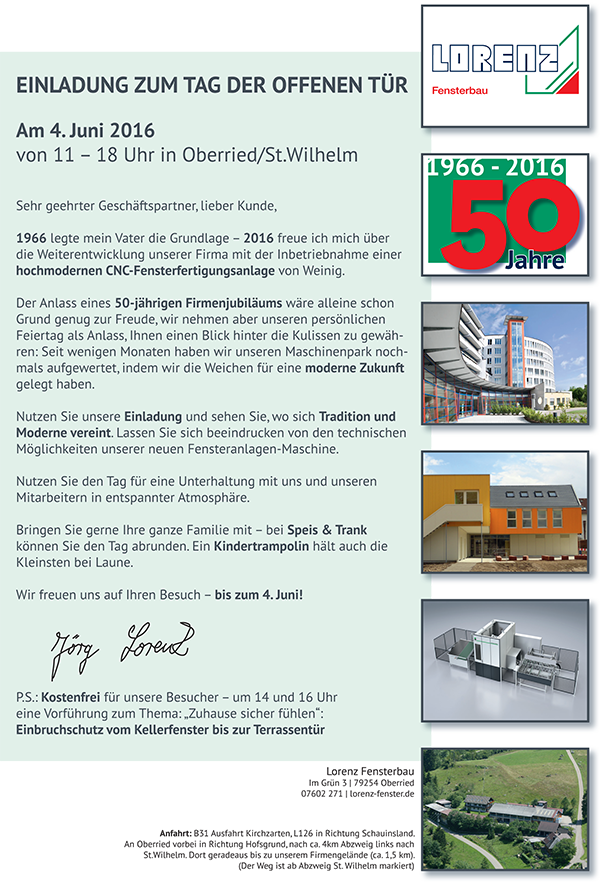 EINLADUNG ZUM TAG DER OFFENEN TÜR
Am 4. Juni 2016
von 11 – 18 Uhr in Oberried/St.Wilhelm
Sehr geehrter Geschäftspartner, lieber Kunde,
1966 legte mein Vater die Grundlage – 2016 freue ich mich über
die Weiterentwicklung unserer Firma mit der Inbetriebnahme einer
hochmodernen CNC-Fensterfertigungsanlage von Weinig.
Der Anlass eines 50-jährigen Firmenjubiläums wäre alleine schon
Grund genug zur Freude, wir nehmen aber unseren persönlichen
Feiertag als Anlass, Ihnen einen Blick hinter die Kulissen zu gewäh-
ren: Seit wenigen Monaten haben wir unseren Maschinenpark noch-
mals aufgewertet, indem wir die Weichen für eine moderne Zukunft
gelegt haben.
Nutzen Sie unsere Einladung und sehen Sie, wo sich Tradition und
Moderne vereint. Lassen Sie sich beeindrucken von den technischen
Möglichkeiten unserer neuen Fensteranlagen-Maschine.
Nutzen Sie den Tag für eine Unterhaltung mit uns und unseren
Mitarbeitern in entspannter Atmosphäre.
Bringen Sie gerne Ihre ganze Familie mit – bei Speis & Trank
können Sie den Tag abrunden. Ein Kindertrampolin hält auch die
Kleinsten bei Laune.
Wir freuen uns auf Ihren Besuch – bis zum 4. Juni!
Jörg Lorenz
P.S.: Kostenfrei für unsere Besucher – um 14 und 16 Uhr
eine Vorführung zum Thema: „Zuhause sicher fühlen“:
Einbruchschutz vom Kellerfenster bis zur Terrassentür
Lorenz Fensterbau
Im Grün 3 | 79254 Oberried
07602 271 | lorenz-fenster.de
Anfahrt: B31 Ausfahrt Kirchzarten, L126 in Richtung Schauinsland.
An Oberried vorbei in Richtung Hofsgrund, nach ca. 4km Abzweig links nach
St.Wilhelm. Dort geradeaus bis zu unserem Firmengelände (ca. 1,5 km).
(Der Weg ist ab Abzweig St. Wilhelm markiert)
LORENZ
Fensterbau
1966 - 2016
50
Jahre